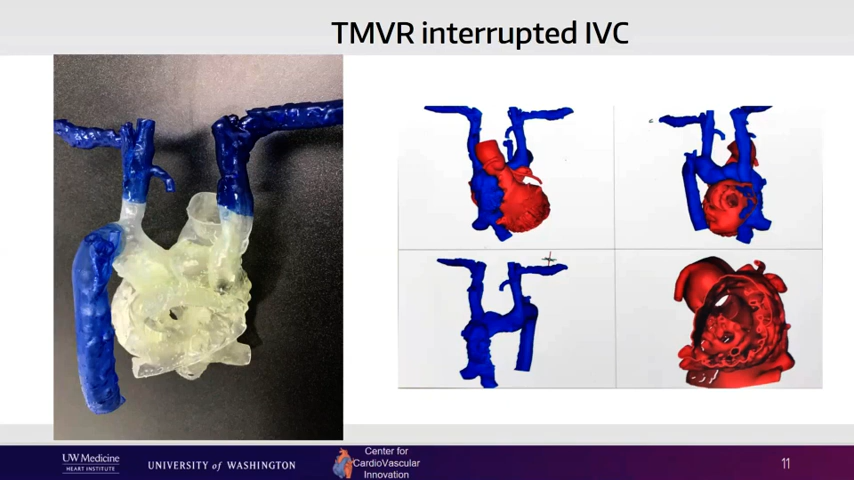 TMVR interrupted IVC
UW Medicine
HEART INSTITUTE
UNIVERSITY of WASHINGTON
Center for
CardioVascular
Innovation
11